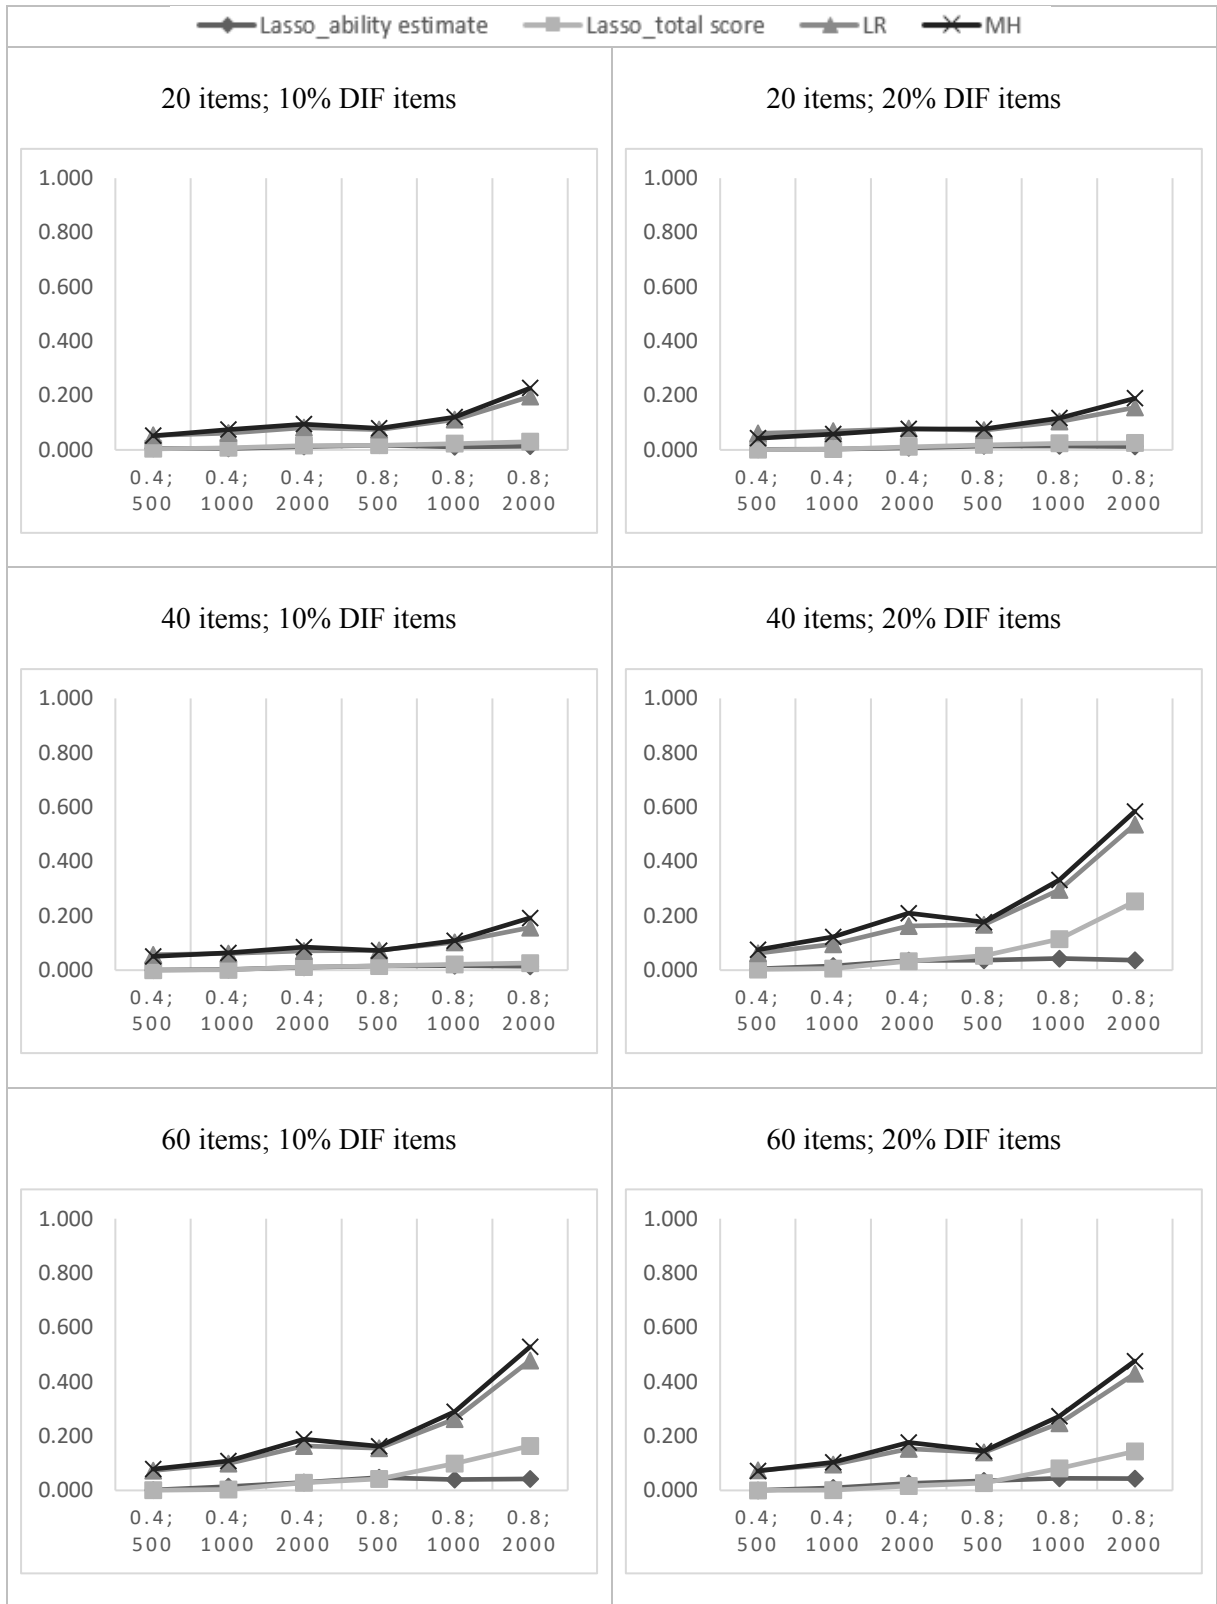 Lasso_ability estimate Lasso_total score LR MH
20 items; 10% DIF items
1.000
0.800
0.600
0.400
0.200
0.000
0.4; 0.4; 0.4; 0.8; 0.8; 0.8;
500 1000 2000 500 1000 2000
20 items; 20% DIF items
1.000
0.800
0.600
0.400
0.200
0.000
0.4; 0.4; 0.4; 0.8; 0.8; 0.8;
500 1000 2000 500 1000 2000
40 items; 10% DIF items
1.000
0.800
0.600
0.400
0.200
0.000
0.4; 0.4; 0.4; 0.8; 0.8; 0.8;
500 1000 2000 500 1000 2000
40 items; 20% DIF items
1.000
0.800
0.600
0.400
0.200
0.000
0.4; 0.4; 0.4; 0.8; 0.8; 0.8;
500 1000 2000 500 1000 2000
60 items; 10% DIF items
1.000
0.800
0.600
0.400
0.200
0.000
0.4; 0.4; 0.4; 0.8; 0.8; 0.8;
500 1000 2000 500 1000 2000
60 items; 20% DIF items
1.000
0.800
0.600
0.400
0.200
0.000
0.4; 0.4; 0.4; 0.8; 0.8; 0.8;
500 1000 2000 500 1000 2000